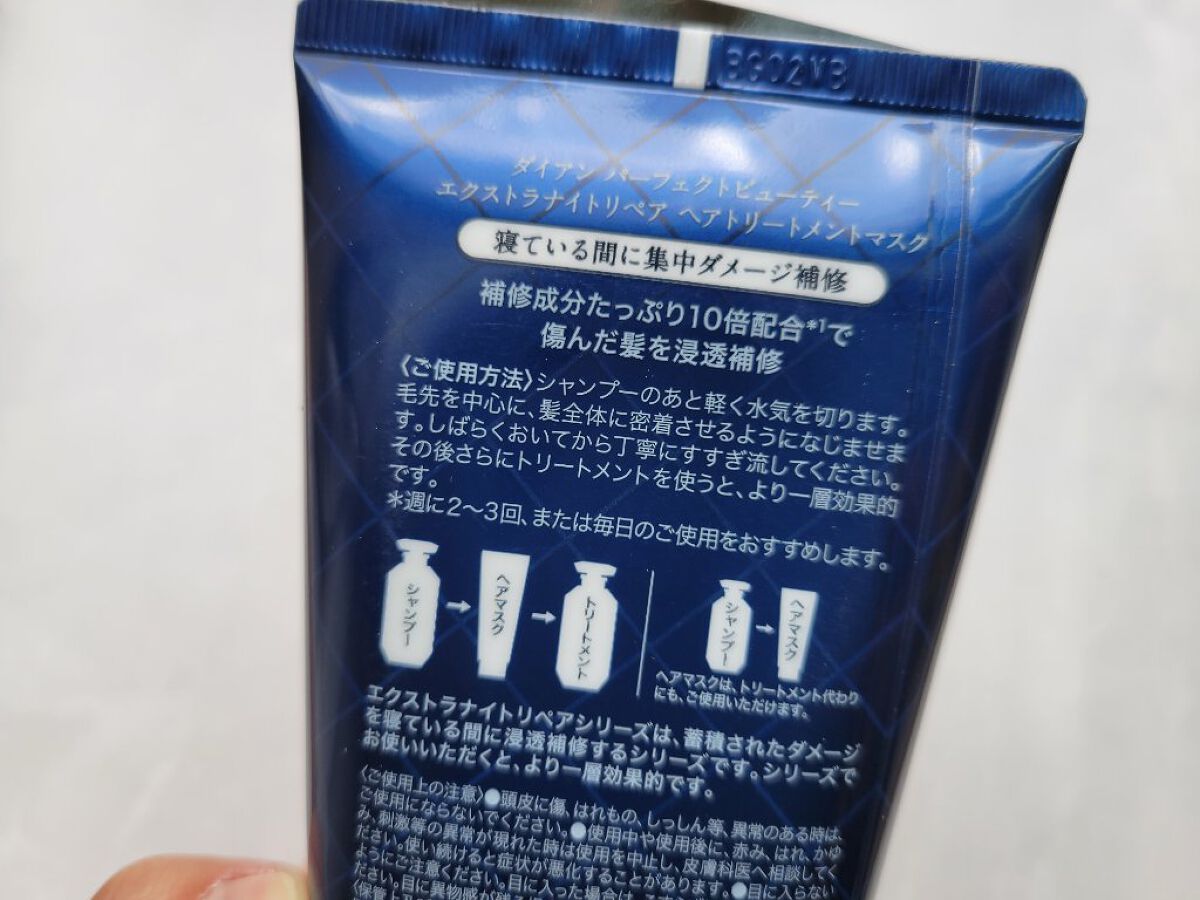 BG02VB
ダイアン パーフェクトビューティー
エクストラナイトリペア ヘアトリートメントマスク
寝ている間に集中ダメージ補修
補修成分たっぷり10倍配合*1で
傷んだ髪を浸透補修
〈ご使用方法〉シャンプーのあと軽く水気を切ります。
毛先を中心に、髪全体に密着させるようになじませま
す。しばらくおいてから丁寧にすすぎ流してください。
その後さらにトリートメントを使うと、より一層効果的
です。
*週に2〜3回、または毎日のご使用をおすすめします。
シャンプー
ヘアマスク
トリートメント
シャンプー
ヘアマスク
ヘアマスクは、トリートメント代わり
にも、ご使用いただけます。
エクストラナイトリペアシリーズは、蓄積されたダメージ
を寝ている間に浸透補修するシリーズです。シリーズで
お使いいただくと、より一層効果的です。
〈ご使用上の注意〉●頭皮に傷、はれもの、しっしん等、異常のある時は、
ご使用にならないでください。●使用中や使用後に、赤み、はれ、かゆ
み、刺激等の異常が現れた時は使用を中止し、皮膚科医へ相談してく
ださい。使い続けると症状が悪化することがあります。●目に入らない
ようにご注意ください。目に入った場合は、
ださい。目に異物感が残る
〈保管